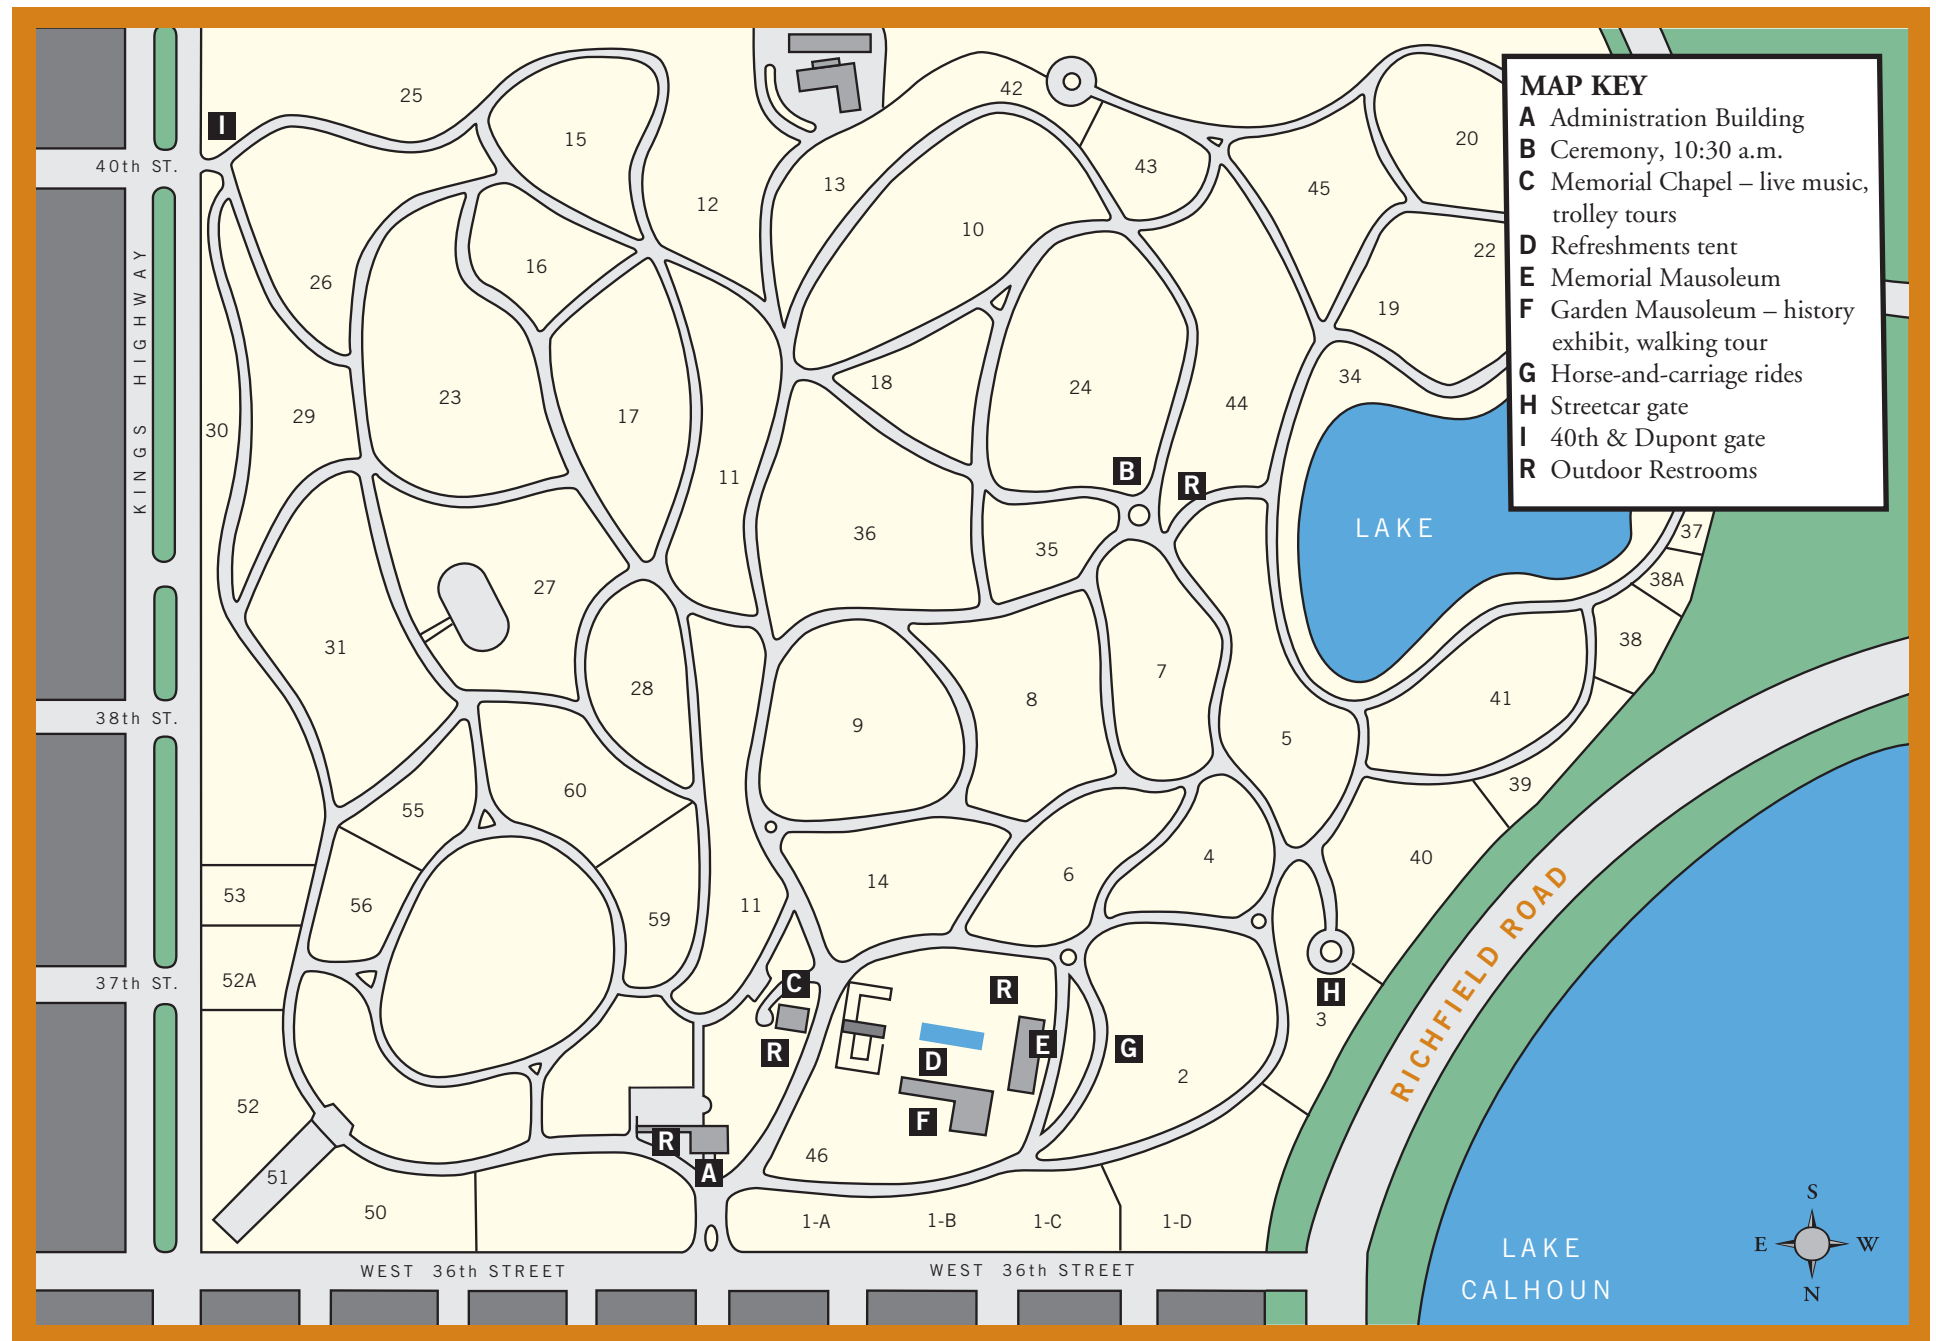 MAP KEY
A Administration Building
B Ceremony, 10:30 a.m.
C Memorial Chapel – live music,
trolley tours
D Refreshments tent
E Memorial Mausoleum
F Garden Mausoleum – history
exhibit, walking tour
G Horse-and-carriage rides
H Streetcar gate
I 40th & Dupont gate
R Outdoor Restrooms
42
25
I
15
20
43
40th ST.
13
45
12
10
22
16
26
19
KINGS HIGHWAY
34
18
24
23
44
29
17
30
B
11
R
LAKE
37
36
35
38A
27
38
31
7
28
8
41
9
38th ST.
5
39
60
55
4
40
6
14
53
56
11
59
RICHFIELD ROAD
52A
37th ST.
C
R
H
3
E
G
R
D
2
52
F
R
46
A
51
50
1-A
1-B
1-C
1-D
S
E
W
N
LAKE
CALHOUN
WEST 36th STREET
WEST 36th STREET